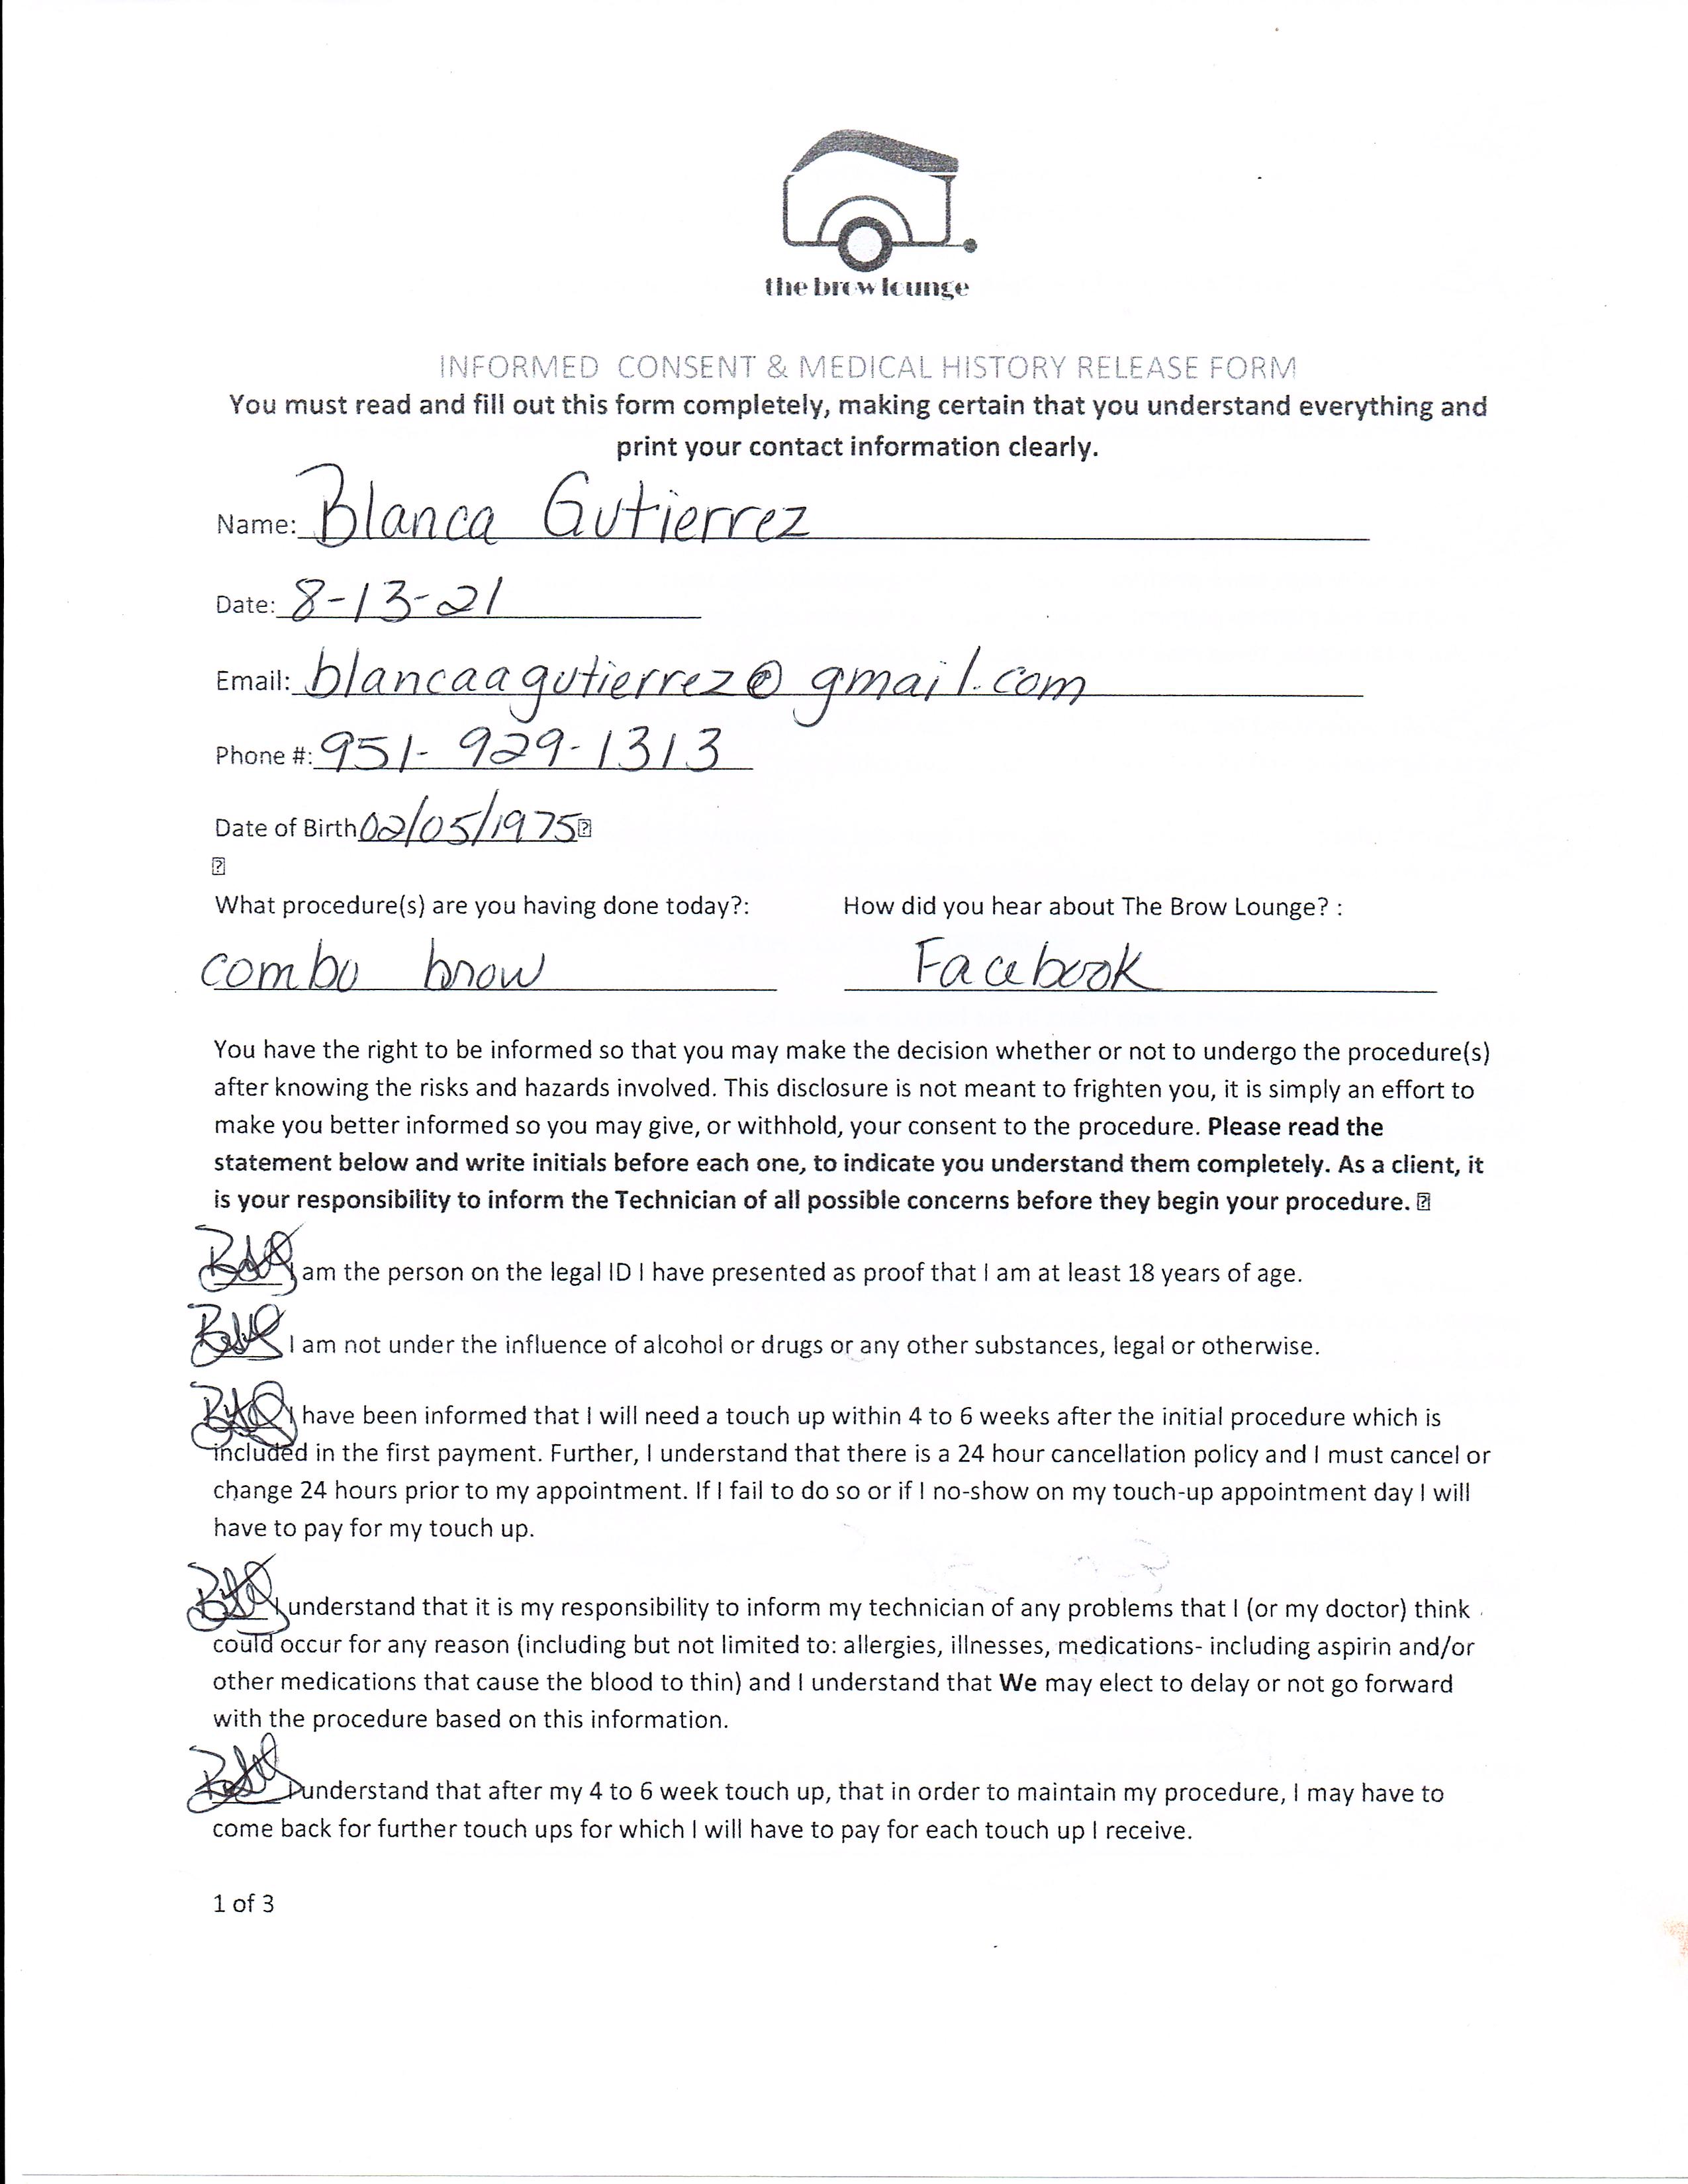 the brow lounge
INFORMED CONSENT & MEDICAL HISTORY RELEASE FORM
You must read and fill out this form completely, making certain that you understand everything and
print your contact information clearly.
Name: Blanca Gutierrez
Date: 8-13-21
Email: blancaagutierrez@gmail.com
Phone #: 951-929-1313
Date of Birth 02/05/1975
What procedure(s) are you having done today?: How did you hear about The Brow Lounge? :
combo brow Facebook
You have the right to be informed so that you may make the decision whether or not to undergo the procedure(s)
after knowing the risks and hazards involved. This disclosure is not meant to frighten you, it is simply an effort to
make you better informed so you may give, or withhold, your consent to the procedure. Please read the
statement below and write initials before each one, to indicate you understand them completely. As a client, it
is your responsibility to inform the Technician of all possible concerns before they begin your procedure.
I am the person on the legal ID I have presented as proof that I am at least 18 years of age.
I am not under the influence of alcohol or drugs or any other substances, legal or otherwise.
I have been informed that I will need a touch up within 4 to 6 weeks after the initial procedure which is
included in the first payment. Further, I understand that there is a 24 hour cancellation policy and I must cancel or
change 24 hours prior to my appointment. If I fail to do so or if I no-show on my touch-up appointment day I will
have to pay for my touch up.
I understand that it is my responsibility to inform my technician of any problems that I (or my doctor) think
could occur for any reason (including but not limited to: allergies, illnesses, medications- including aspirin and/or
other medications that cause the blood to thin) and I understand that We may elect to delay or not go forward
with the procedure based on this information.
I understand that after my 4 to 6 week touch up, that in order to maintain my procedure, I may have to
come back for further touch ups for which I will have to pay for each touch up I receive.
1 of 3